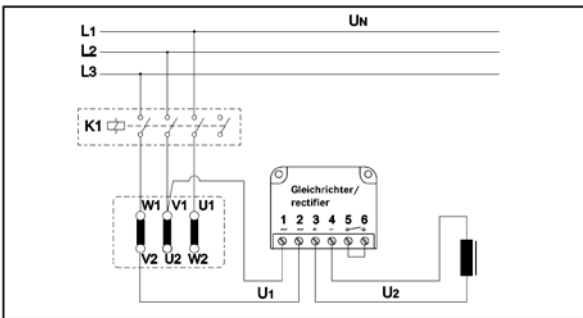 L1 UN
L2
L3
K1
W1 V1 U1
V2 U2 W2
Gleichrichter/
rectifier
1 2 3 4 5 6
~ ~ + -
U1 U2